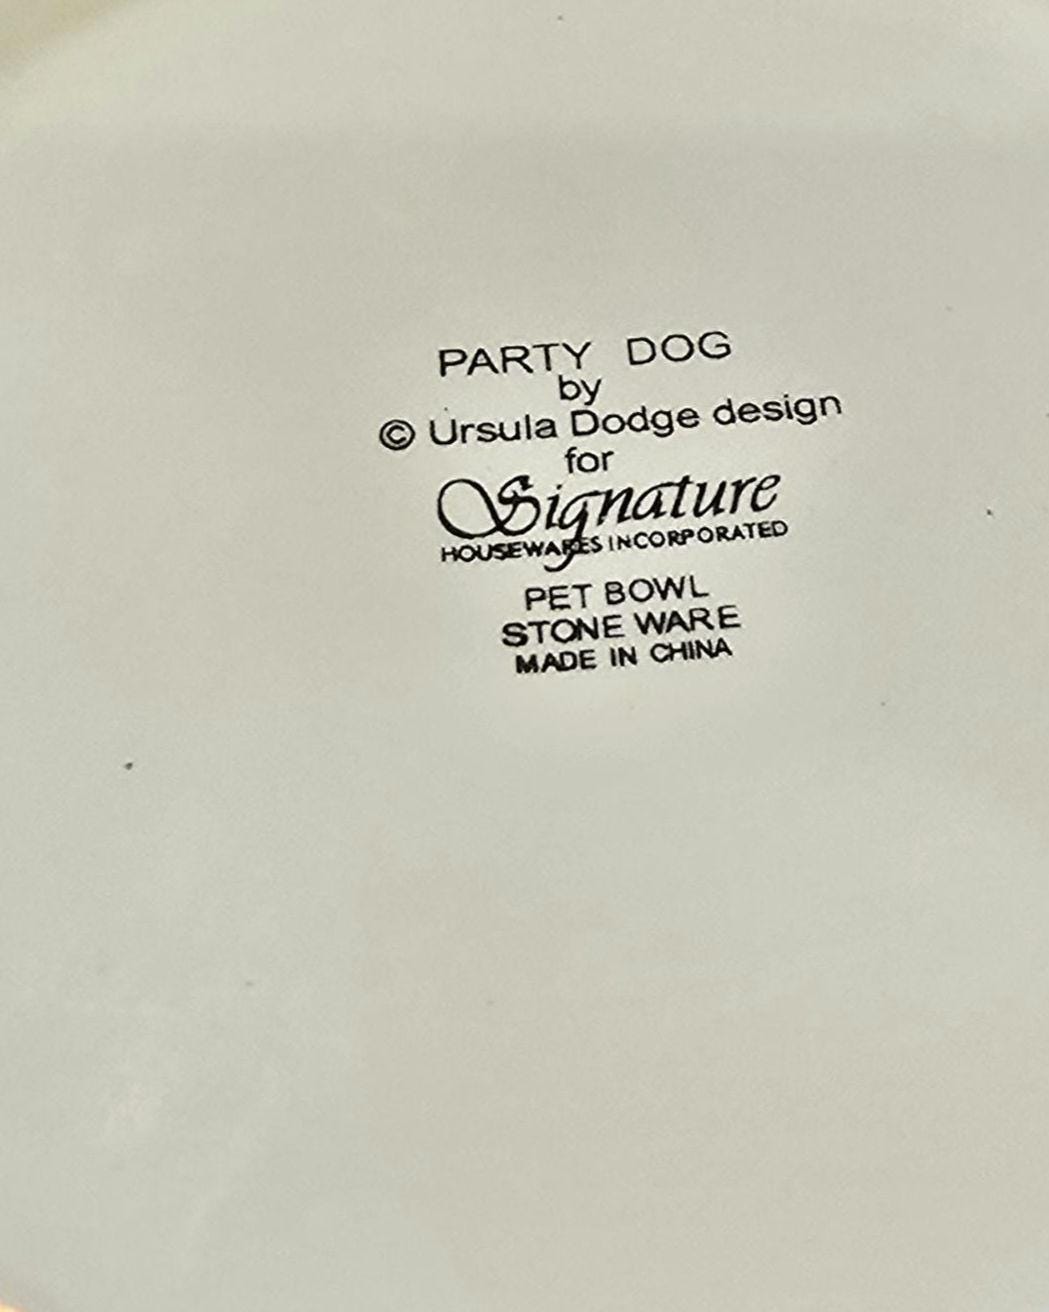 PARTY DOG
by
© Ursula Dodge design
for
Signature
HOUSEWARES INCORPORATED
PET BOWL
STONE WARE
MADE IN CHINA